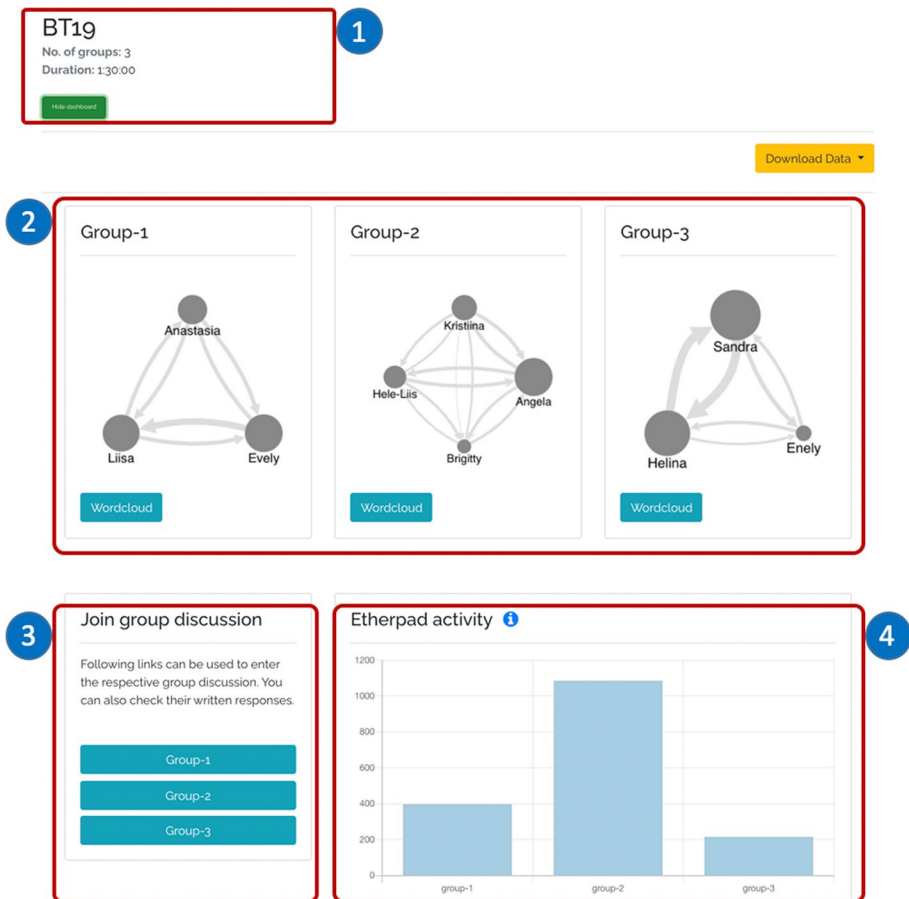 BT19
1
No. of groups: 3
Duration: 1:30:00
Hide dashboard
Download Data
2
Group-1
Anastasia
Liisa
Evely
Wordcloud
Group-2
Kristiina
Hele-Liis
Angela
Brigitty
Wordcloud
Group-3
Sandra
Helina
Enely
Wordcloud
3
Join group discussion
Following links can be used to enter
the respective group discussion. You
can also check their written responses.
Group-1
Group-2
Group-3
Etherpad activity i
4
1200
1000
800
600
400
200
0
group-1
group-2
group-3